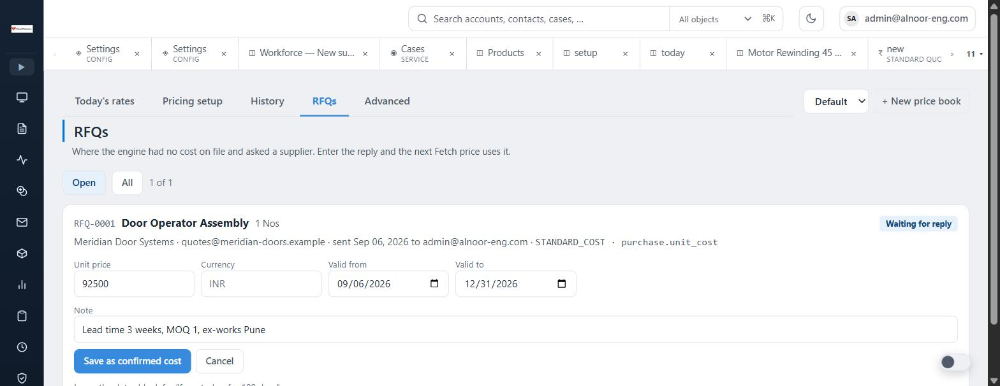 Search accounts, contacts, cases, ...
All objects
⌘K
SA
admin@alnoor-eng.com
Settings
CONFIG
Settings
CONFIG
Workforce — New su...
Cases
SERVICE
Products
setup
today
Motor Rewinding 45 ...
₹ new
STANDARD QUC
11
Today's rates
Pricing setup
History
RFQs
Advanced
Default
+ New price book
RFQs
Where the engine had no cost on file and asked a supplier. Enter the reply and the next Fetch price uses it.
Open
All
1 of 1
RFQ-0001 Door Operator Assembly 1 Nos
Waiting for reply
Meridian Door Systems · quotes@meridian-doors.example · sent Sep 06, 2026 to admin@alnoor-eng.com · STANDARD_COST · purchase.unit_cost
Unit price
Currency
Valid from
Valid to
92500
INR
09/06/2026
12/31/2026
Note
Lead time 3 weeks, MOQ 1, ex-works Pune
Save as confirmed cost
Cancel